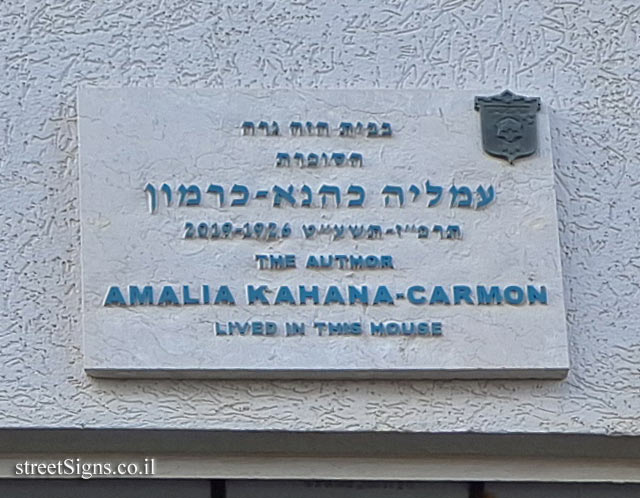 בבית הזה גרה
הסופרת
עמליה כהנא-כרמון
תרפ״ז-תשע״ט 2019-1926
THE AUTHOR
AMALIA KAHANA-CARMON
LIVED IN THIS HOUSE
streetSigns.co.il